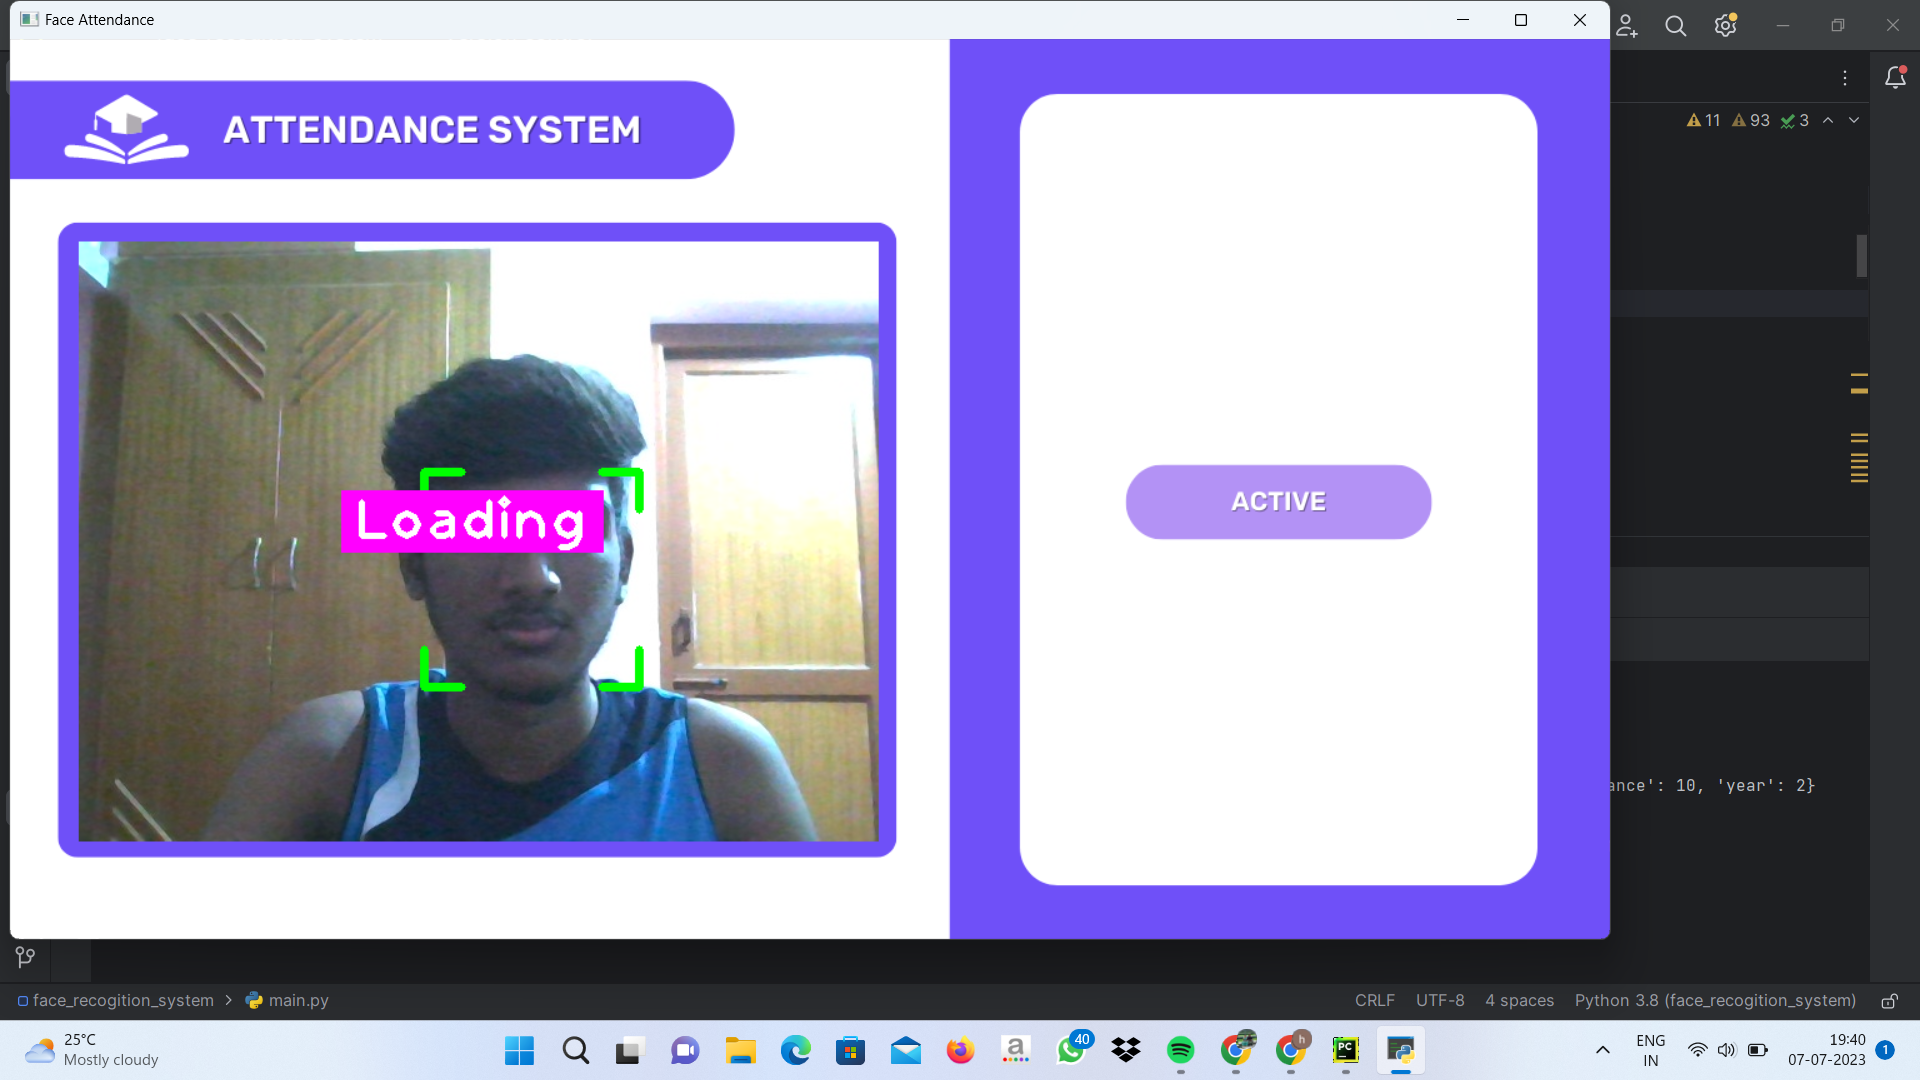 Face Attendance
ATTENDANCE SYSTEM
Loading
ACTIVE
11 93 3
ance': 10, 'year': 2}
face_recogition_system > main.py
CRLF UTF-8 4 spaces Python 3.8 (face_recogition_system)
25°C
Mostly cloudy
a
40
h
PC
ENG
IN
19:40
07-07-2023
1